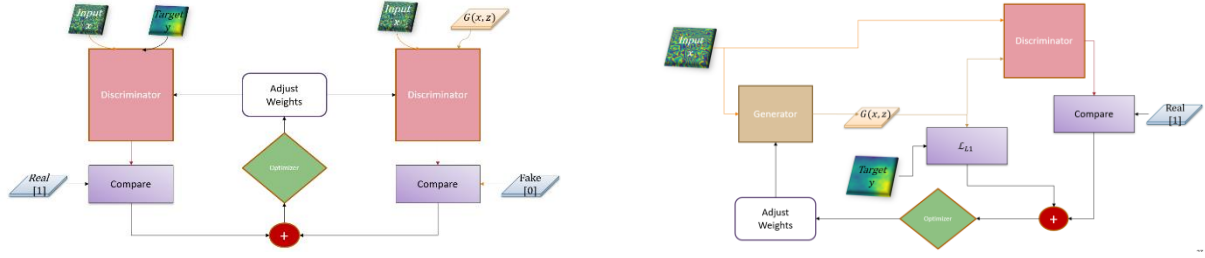 Input
x
Target
y
Input
x
G(x, z)
Discriminator
Adjust
Weights
Discriminator
Optimizer
Real
[1]
Compare
Compare
Fake
[0]
+
Input
x
Discriminator
Generator
G(x, z)
Compare
Real
[1]
ℒL1
Target
y
Adjust
Weights
Optimizer
+